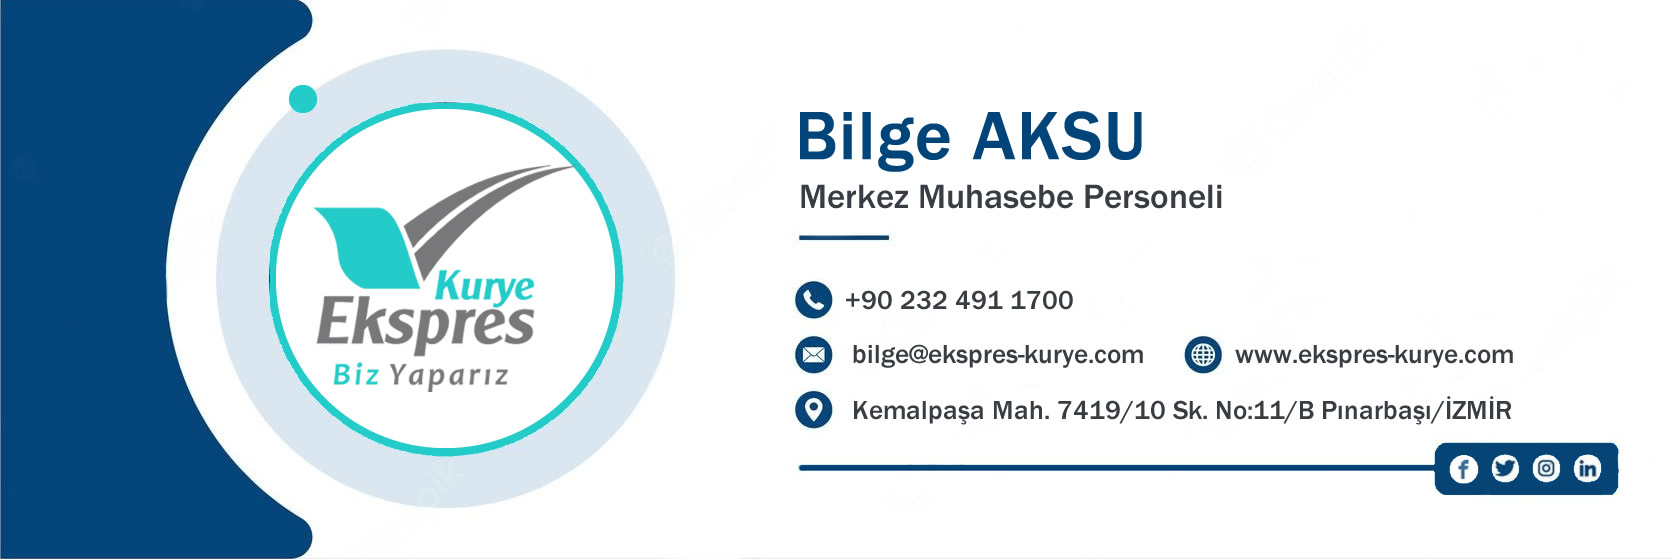 Kurye
Ekspres
Biz Yaparız
Bilge AKSU
Merkez Muhasebe Personeli
+90 232 491 1700
bilge@ekspres-kurye.com
www.ekspres-kurye.com
Kemalpaşa Mah. 7419/10 Sk. No:11/B Pınarbaşı/İZMİR